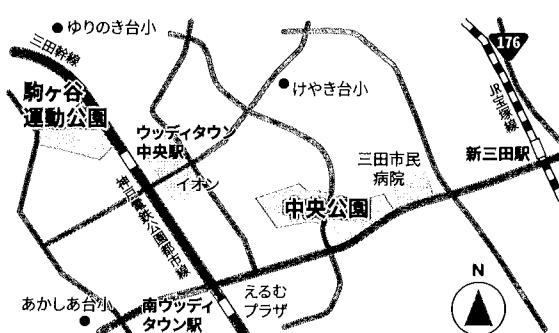 ゆりのき台小
176
三田幹線
けやき台小
JR宝塚線
駒ヶ谷
運動公園
ウッディタウン
中央駅
新三田駅
三田市民
病院
イオン
中央公園
神戸電鉄公園都市線
N
あかしあ台小
えるむ
プラザ
南ウッディ
タウン駅